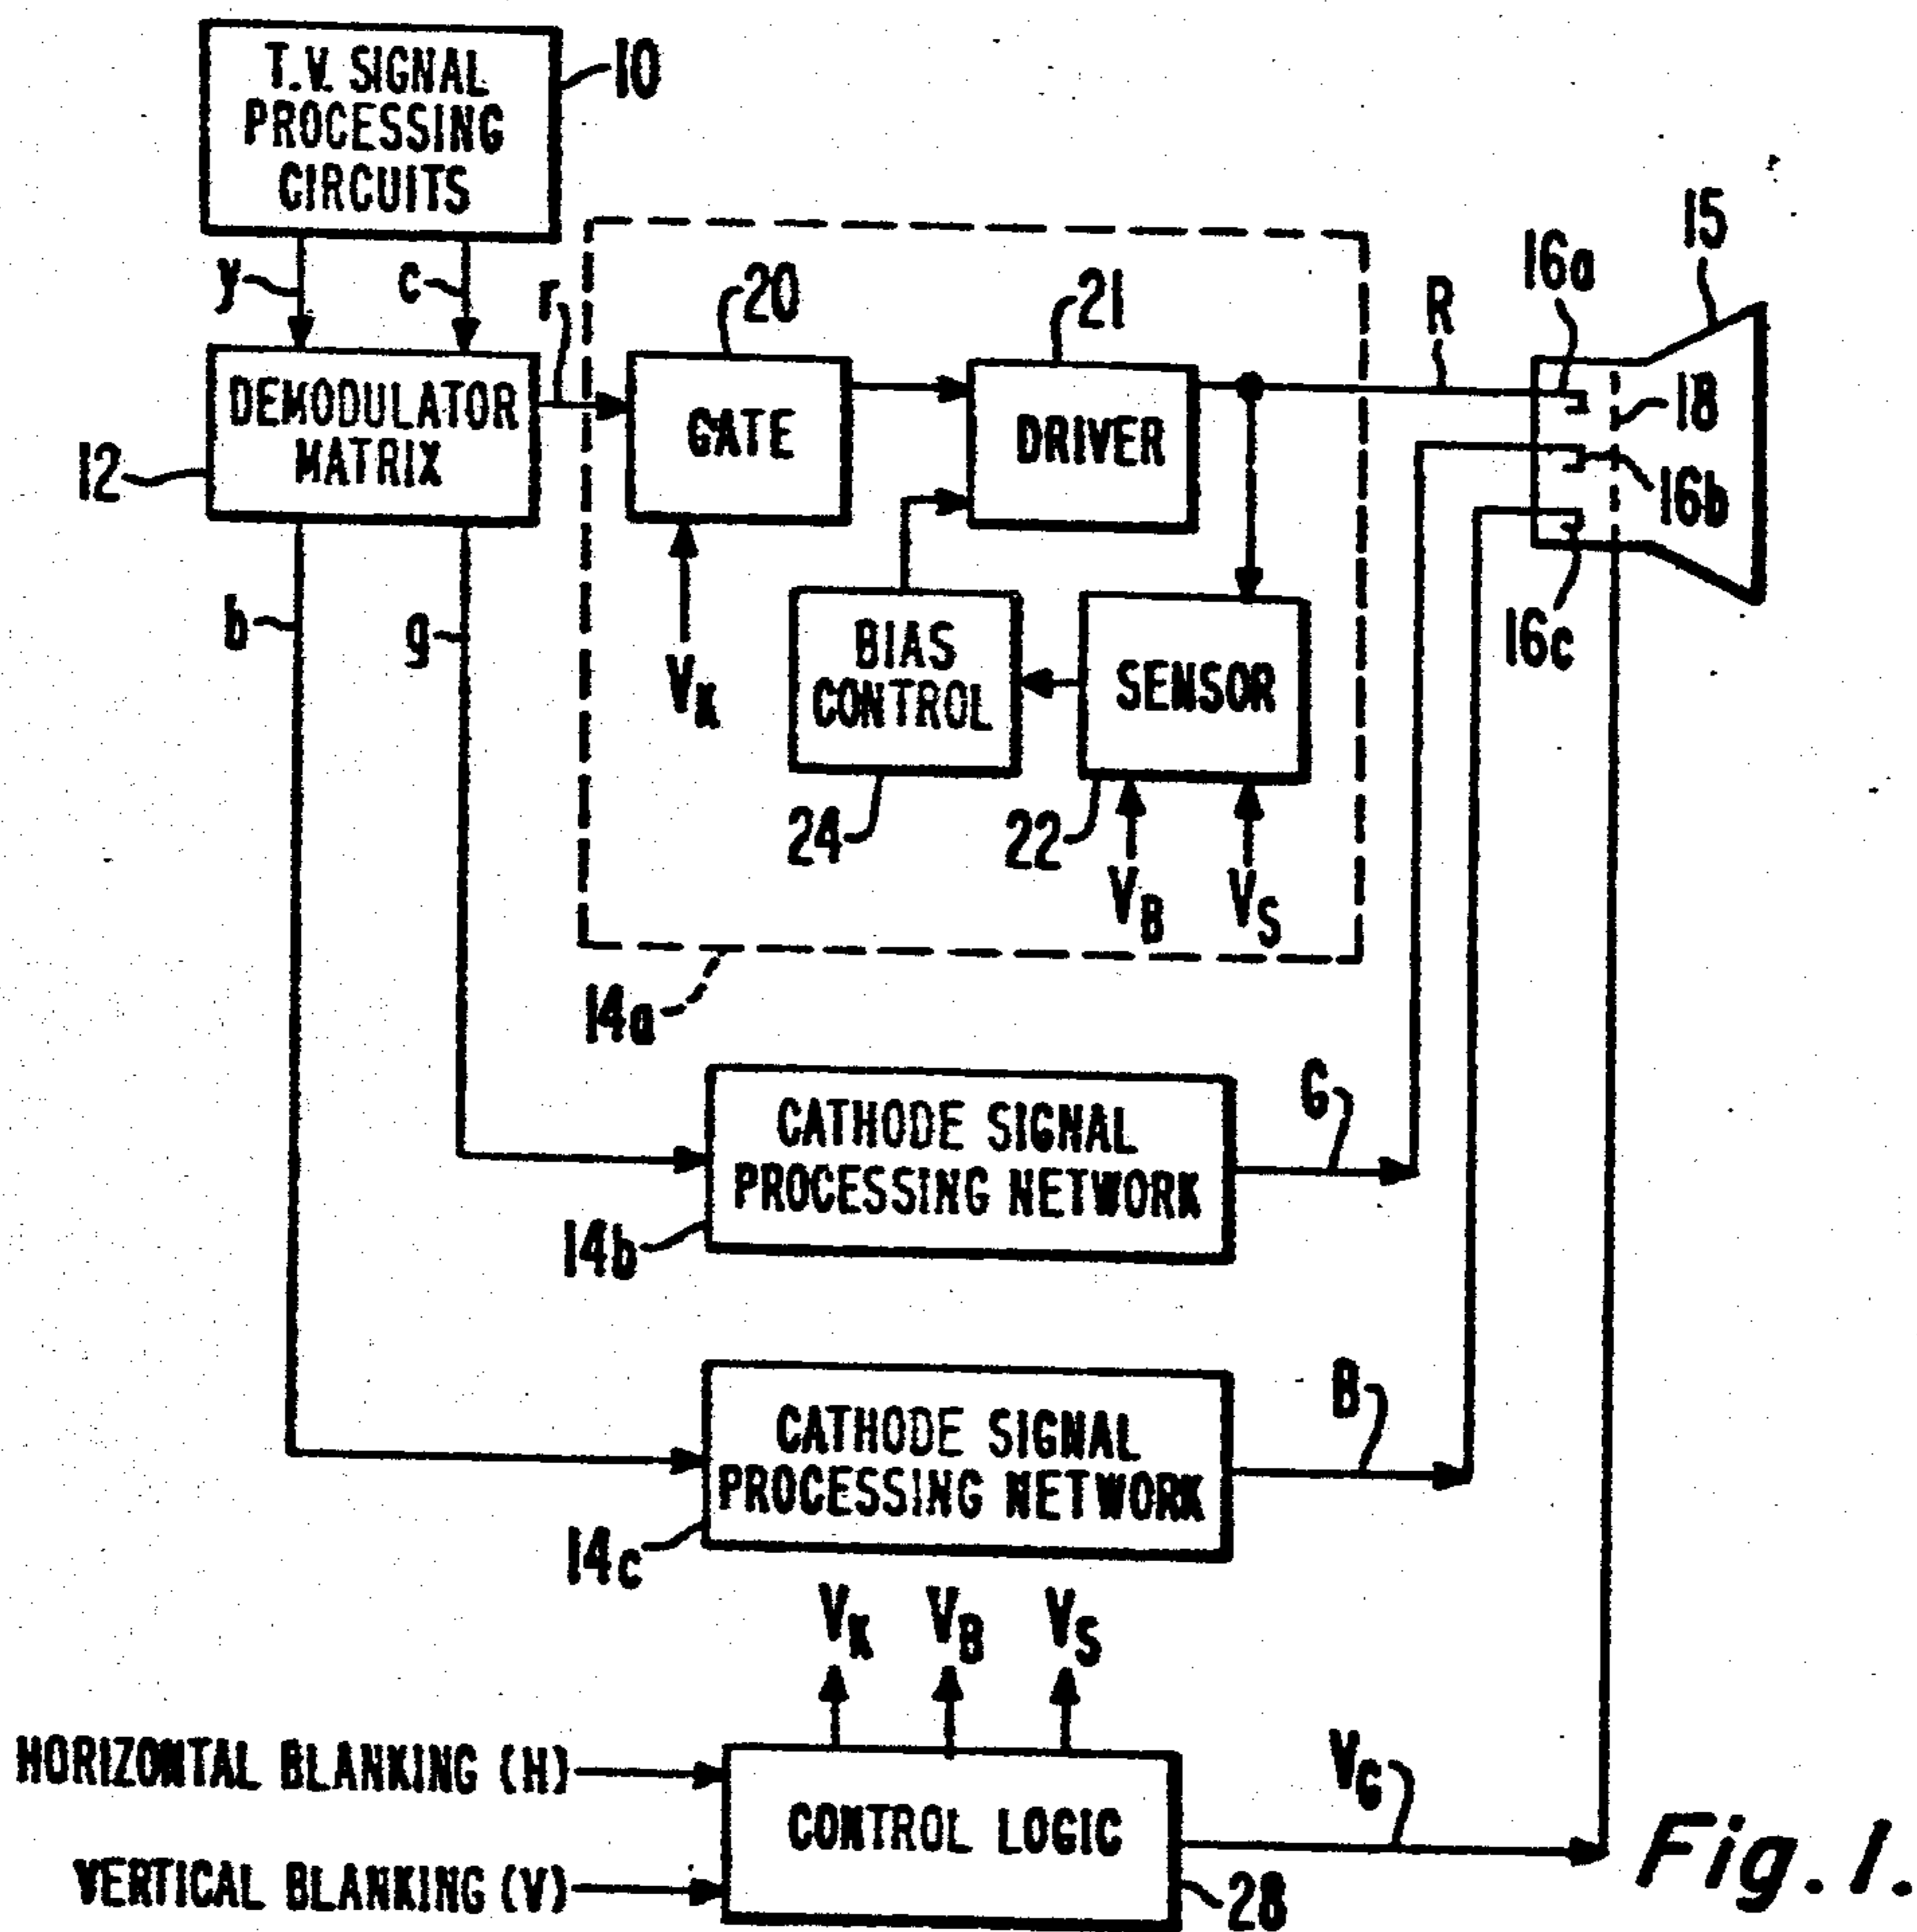 T.V. SIGNAL
PROCESSING
CIRCUITS
10
15
y
c
r
20
21
R
16a
DEMODULATOR
MATRIX
12
GATE
DRIVER
18
16b
16c
b
g
VK
BIAS
CONTROL
SENSOR
24
22
VB
VS
14a
CATHODE SIGNAL
PROCESSING NETWORK
G
14b
CATHODE SIGNAL
PROCESSING NETWORK
B
14c
VK
VB
VS
HORIZONTAL BLANKING (H)
VERTICAL BLANKING (V)
CONTROL LOGIC
VG
28
Fig. 1.